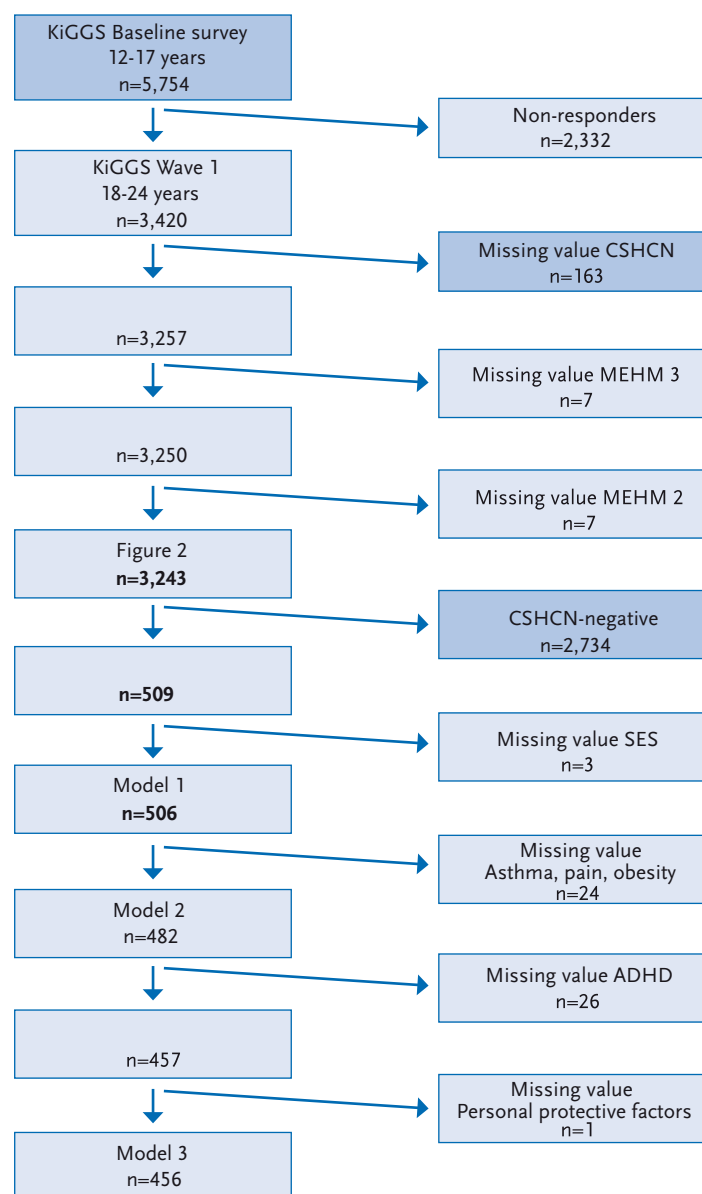 KiGGS Baseline survey
12-17 years
n=5,754
Non-responders
n=2,332
KiGGS Wave 1
18-24 years
n=3,420
Missing value CSHCN
n=163
n=3,257
Missing value MEHM 3
n=7
n=3,250
Missing value MEHM 2
n=7
Figure 2
n=3,243
CSHCN-negative
n=2,734
n=509
Missing value SES
n=3
Model 1
n=506
Missing value
Asthma, pain, obesity
n=24
Model 2
n=482
Missing value ADHD
n=26
n=457
Missing value
Personal protective factors
n=1
Model 3
n=456